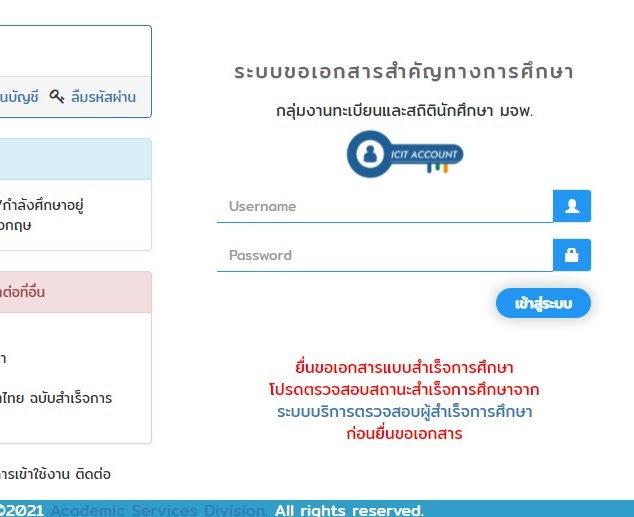 ระบบขอเอกสารสำคัญทางการศึกษา
กลุ่มงานทะเบียนและสถิตินักศึกษา มจพ.
ICIT ACCOUNT
Username
Password
เข้าสู่ระบบ
ยื่นขอเอกสารแบบสำเร็จการศึกษา
โปรดตรวจสอบสถานะสำเร็จการศึกษาจาก
ระบบบริการตรวจสอบผู้สำเร็จการศึกษา
ก่อนยื่นขอเอกสาร
นบัญชี ลืมรหัสผ่าน
/กำลังศึกษาอยู่
งกฤษ
ต่อที่อื่น
า
ไทย ฉบับสำเร็จการ
ารเข้าใช้งาน ติดต่อ
©2021 Academic Services Division. All rights reserved.